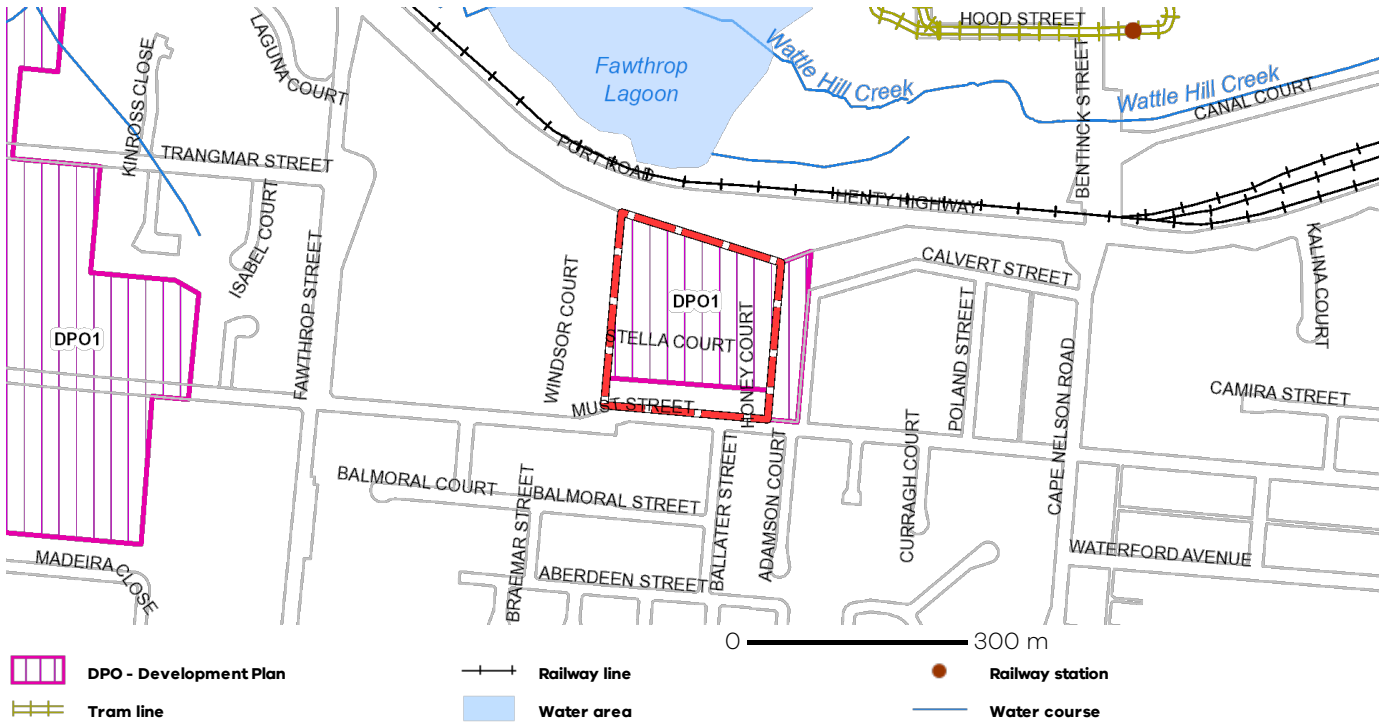 HOOD STREET
LAGUNA COURT
KINROSS CLOSE
Fawthrop
Lagoon
Wattle Hill Creek
Wattle Hill Creek
CANAL COURT
BENTINCK STREET
TRANGMAR STREET
PORT ROAD
HENTY HIGHWAY
ISABEL COURT
FAWTHROP STREET
WINDSOR COURT
CALVERT STREET
KALINA COURT
DPO1
DPO1
STELLA COURT
HONEY COURT
POLAND STREET
CAPE NELSON ROAD
CAMIRA STREET
MUST STREET
BALMORAL COURT
BALMORAL STREET
BRAEMAR STREET
BALLATER STREET
ADAMSON COURT
CURRAGH COURT
WATERFORD AVENUE
MADEIRA CLOSE
ABERDEEN STREET
0 300 m
DPO - Development Plan
Railway line
Railway station
Tram line
Water area
Water course